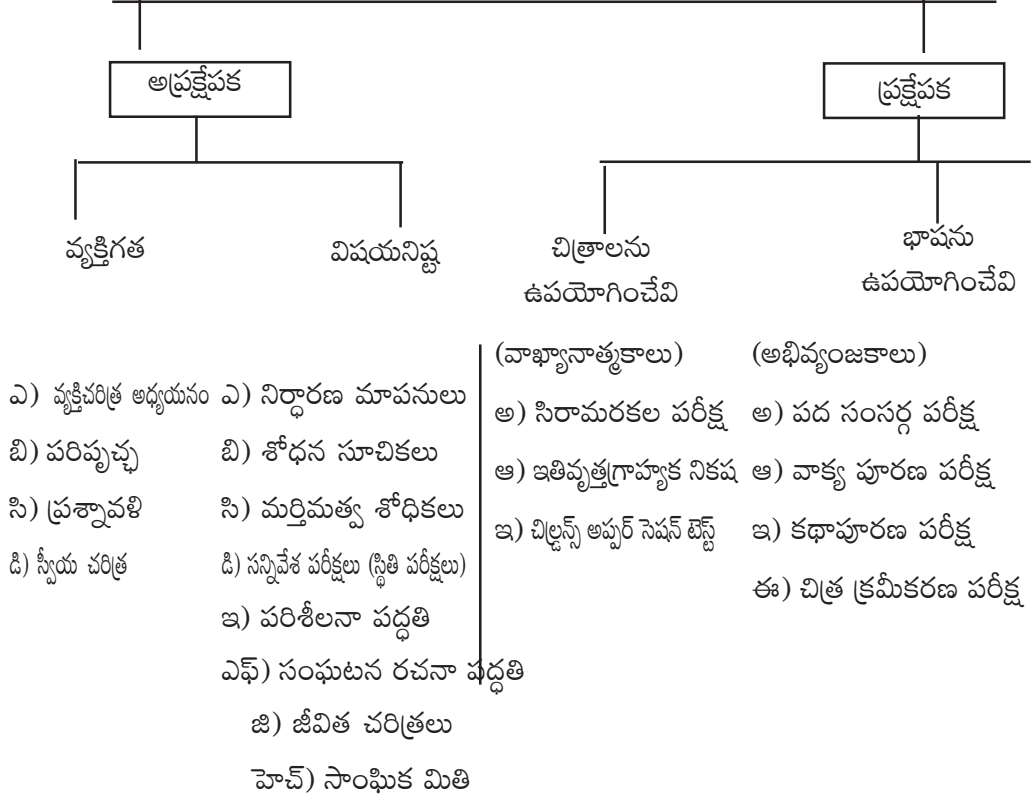 అప్రక్షేపక
ప్రక్షేపక
వ్యక్తిగత
విషయనిష్ట
చిత్రాలను
ఉపయోగించేవి
భాషను
ఉపయోగించేవి
ఎ) వ్యక్తిచరిత్ర అధ్యయనం
బి) పరిపృచ్ఛ
సి) ప్రశ్నావళి
డి) స్వీయ చరిత్ర
ఎ) నిర్ధారణ మాపనులు
బి) శోధన సూచికలు
సి) మర్తిమత్వ శోధికలు
డి) సన్నివేశ పరీక్షలు (స్థితి పరీక్షలు)
ఇ) పరిశీలనా పద్ధతి
ఎఫ్) సంఘటన రచనా పద్ధతి
జి) జీవిత చరిత్రలు
హెచ్) సాంఘిక మితి
(వాఖ్యానాత్మకాలు)
అ) సిరామరకల పరీక్ష
ఆ) ఇతివృత్తగ్రాహ్యక నికష
ఇ) చిల్డ్రన్స్ అప్పర్ సెషన్ టెస్ట్
(అభివ్యంజకాలు)
అ) పద సంసర్గ పరీక్ష
ఆ) వాక్య పూరణ పరీక్ష
ఇ) కథాపూరణ పరీక్ష
ఈ) చిత్ర క్రమీకరణ పరీక్ష